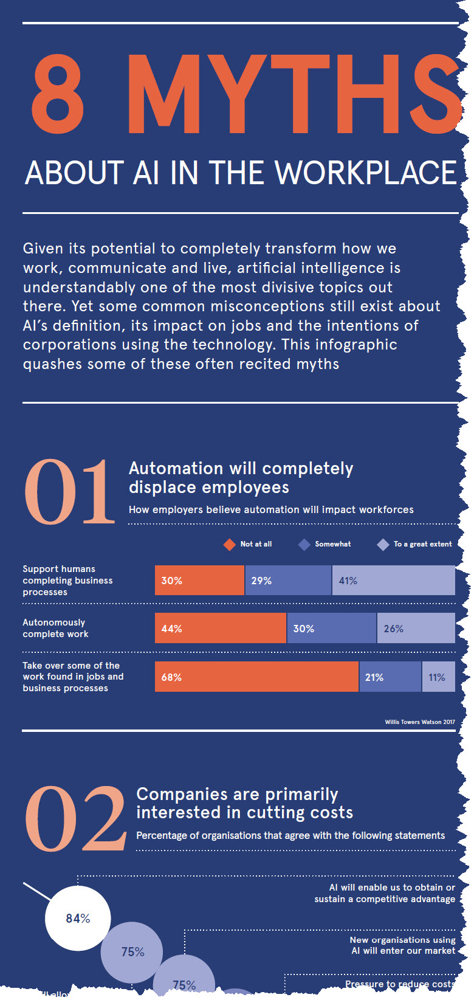 8 MYTHS
ABOUT AI IN THE WORKPLACE
Given its potential to completely transform how we
work, communicate and live, artificial intelligence is
understandably one of the most divisive topics out
there. Yet some common misconceptions still exist about
AI’s definition, its impact on jobs and the intentions of
corporations using the technology. This infographic
quashes some of these often recited myths
01
Automation will completely
displace employees
How employers believe automation will impact workforces
Not at all
Somewhat
To a great extent
Support humans
completing business
processes
30%
29%
41%
Autonomously
complete work
44%
30%
26%
Take over some of the
work found in jobs and
business processes
68%
21%
11%
Willis Towers Watson 2017
02
Companies are primarily
interested in cutting costs
Percentage of organisations that agree with the following statements
AI will enable us to obtain or
sustain a competitive advantage
84%
New organisations using
AI will enter our market
75%
75%
Pressure to reduce costs